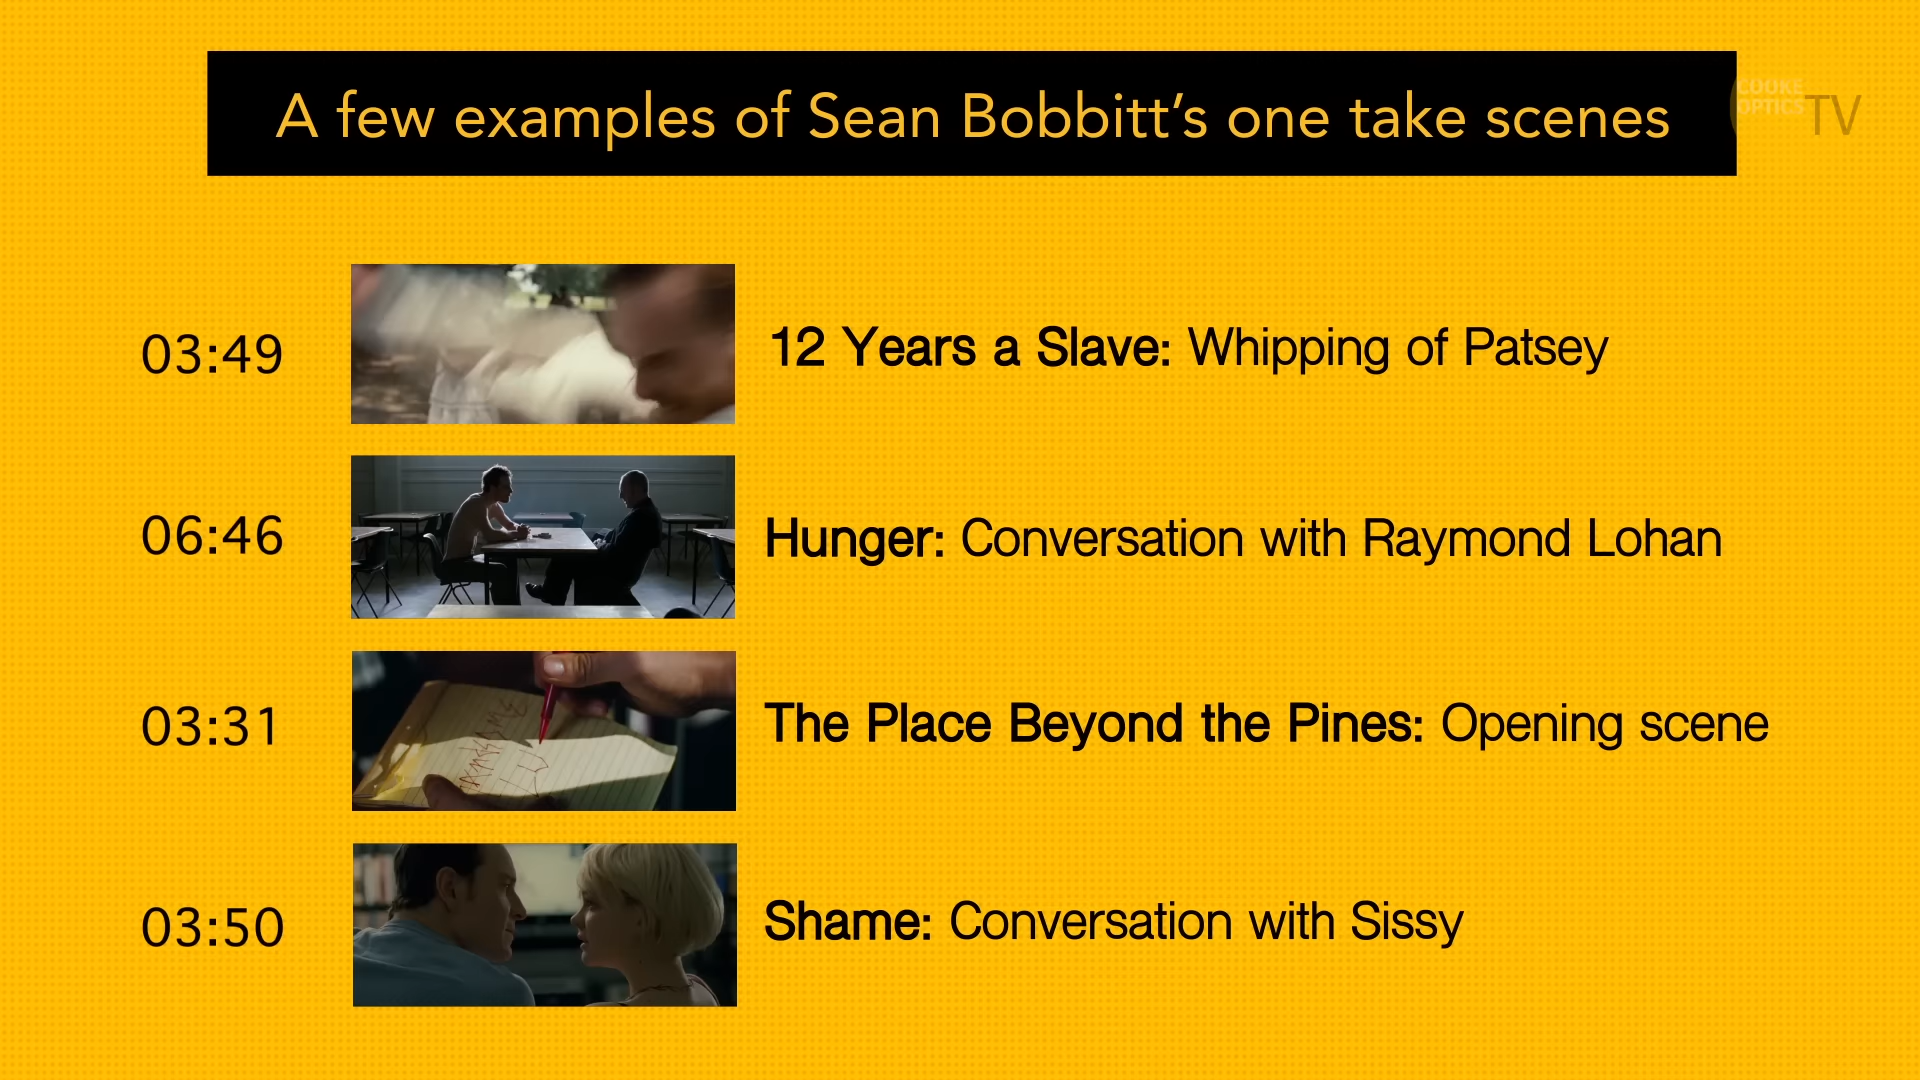 A few examples of Sean Bobbitt's one take scenes
COOKE
OPTICS TV
03:49
12 Years a Slave: Whipping of Patsey
06:46
Hunger: Conversation with Raymond Lohan
03:31
The Place Beyond the Pines: Opening scene
03:50
Shame: Conversation with Sissy